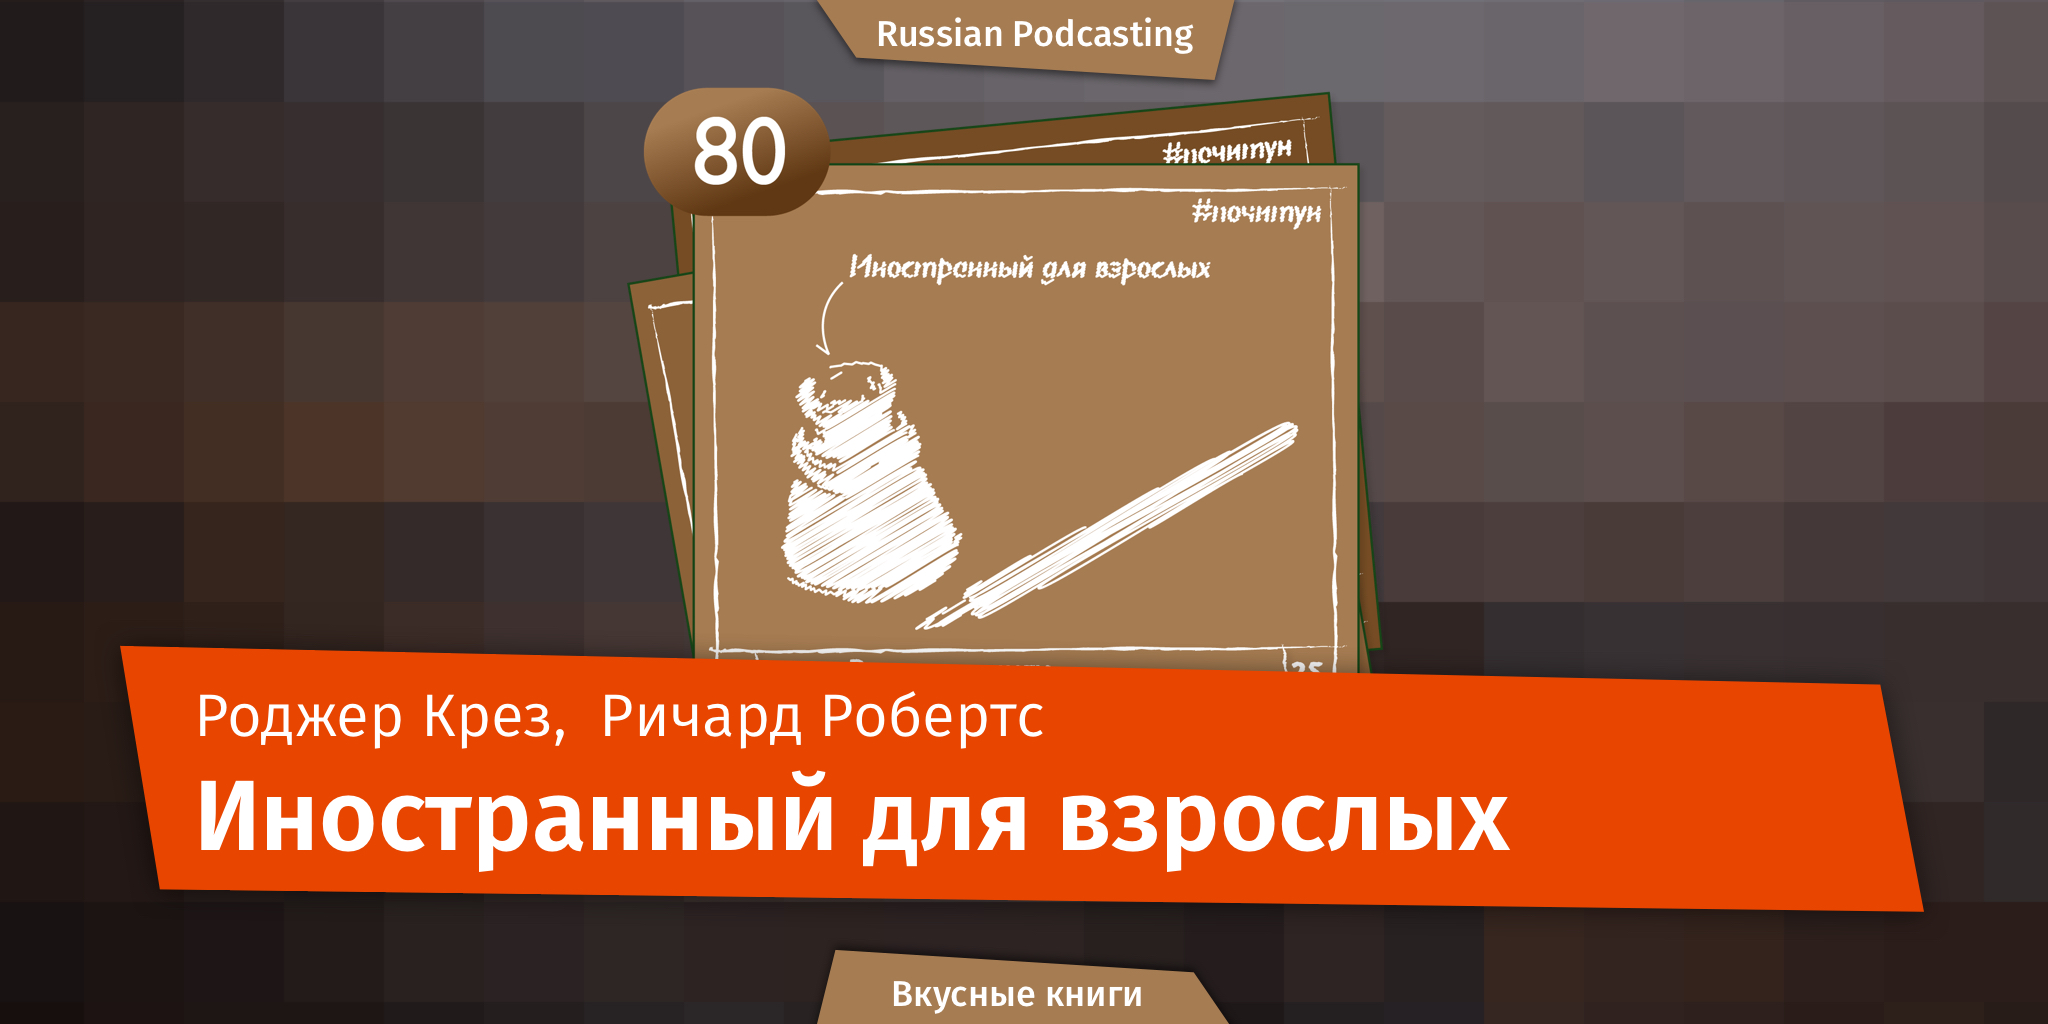 Russian Podcasting
80
#почитун
#почитун
Иностранный для взрослых
Роджер Крез, Ричард Робертс
Иностранный для взрослых
Вкусные книги